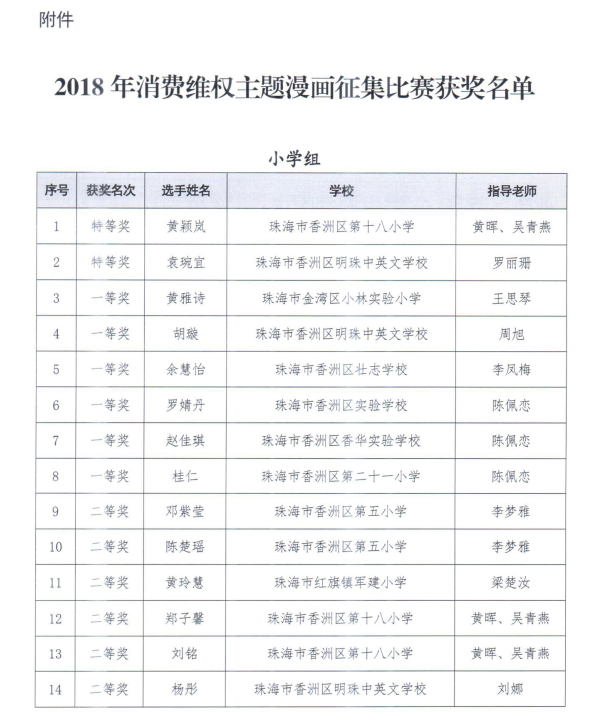 附件
2018 年消费维权主题漫画征集比赛获奖名单
小学组
序号 获奖名次 选手姓名 学校 指导老师
1 特等奖 黄颖岚 珠海市香洲区第十八小学 黄晖、吴青燕
2 特等奖 袁琬宜 珠海市香洲区明珠中英文学校 罗丽珊
3 一等奖 黄雅诗 珠海市金湾区小林实验小学 王思琴
4 一等奖 胡璇 珠海市香洲区明珠中英文学校 周旭
5 一等奖 余慧怡 珠海市香洲区壮志学校 李凤梅
6 一等奖 罗婧丹 珠海市香洲区实验学校 陈佩恋
7 一等奖 赵佳琪 珠海市香洲区香华实验学校 陈佩恋
8 一等奖 桂仁 珠海市香洲区第二十一小学 陈佩恋
9 二等奖 邓紫莹 珠海市香洲区第五小学 李梦雅
10 二等奖 陈楚瑶 珠海市香洲区第五小学 李梦雅
11 二等奖 黄玲慧 珠海市红旗镇军建小学 梁楚汝
12 二等奖 郑子馨 珠海市香洲区第十八小学 黄晖、吴青燕
13 二等奖 刘铭 珠海市香洲区第十八小学 黄晖、吴青燕
14 二等奖 杨彤 珠海市香洲区明珠中英文学校 刘娜